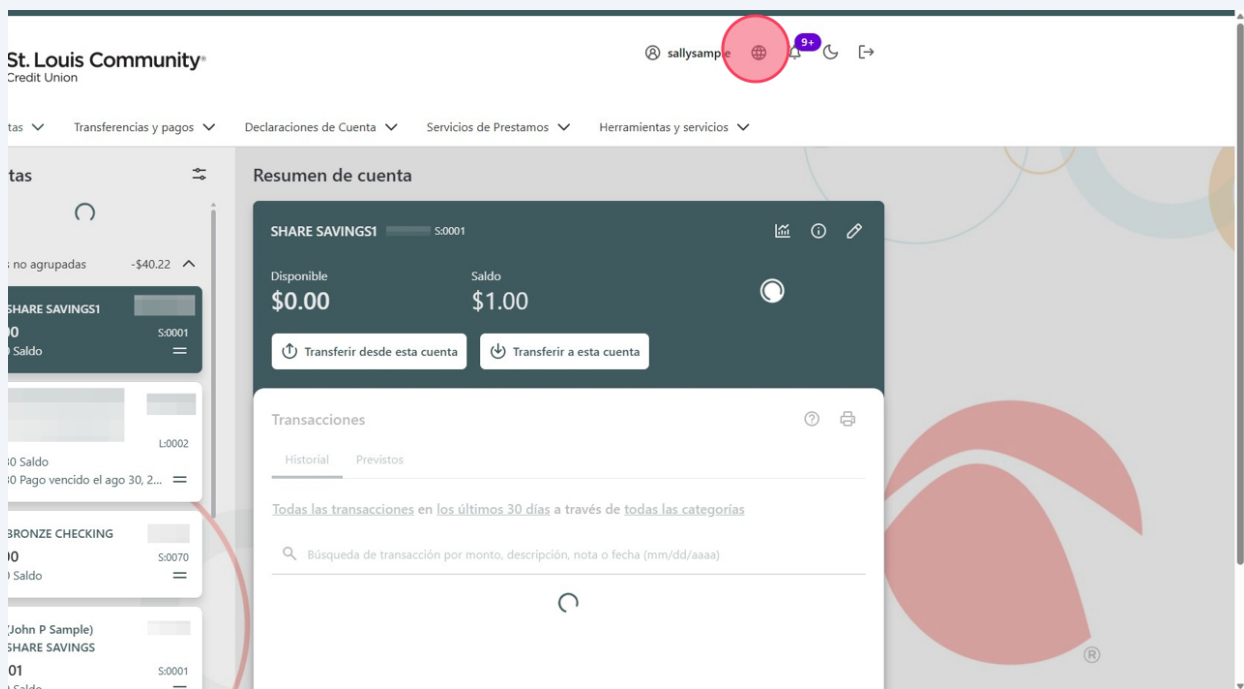 St. Louis Community®
Credit Union
sallysample
9+
tas
Transferencias y pagos
Declaraciones de Cuenta
Servicios de Prestamos
Herramientas y servicios
tas
Resumen de cuenta
no agrupadas -$40.22
SHARE SAVINGS1
00 S:0001
Saldo
L:0002
30 Saldo
30 Pago vencido el ago 30, 2...
BRONZE CHECKING
00 S:0070
Saldo
(John P Sample)
SHARE SAVINGS
01 S:0001
Saldo
SHARE SAVINGS1 S:0001
Disponible Saldo
$0.00 $1.00
Transferir desde esta cuenta
Transferir a esta cuenta
Transacciones
Historial Previstos
Todas las transacciones en los últimos 30 días a través de todas las categorías
Búsqueda de transacción por monto, descripción, nota o fecha (mm/dd/aaaa)
®